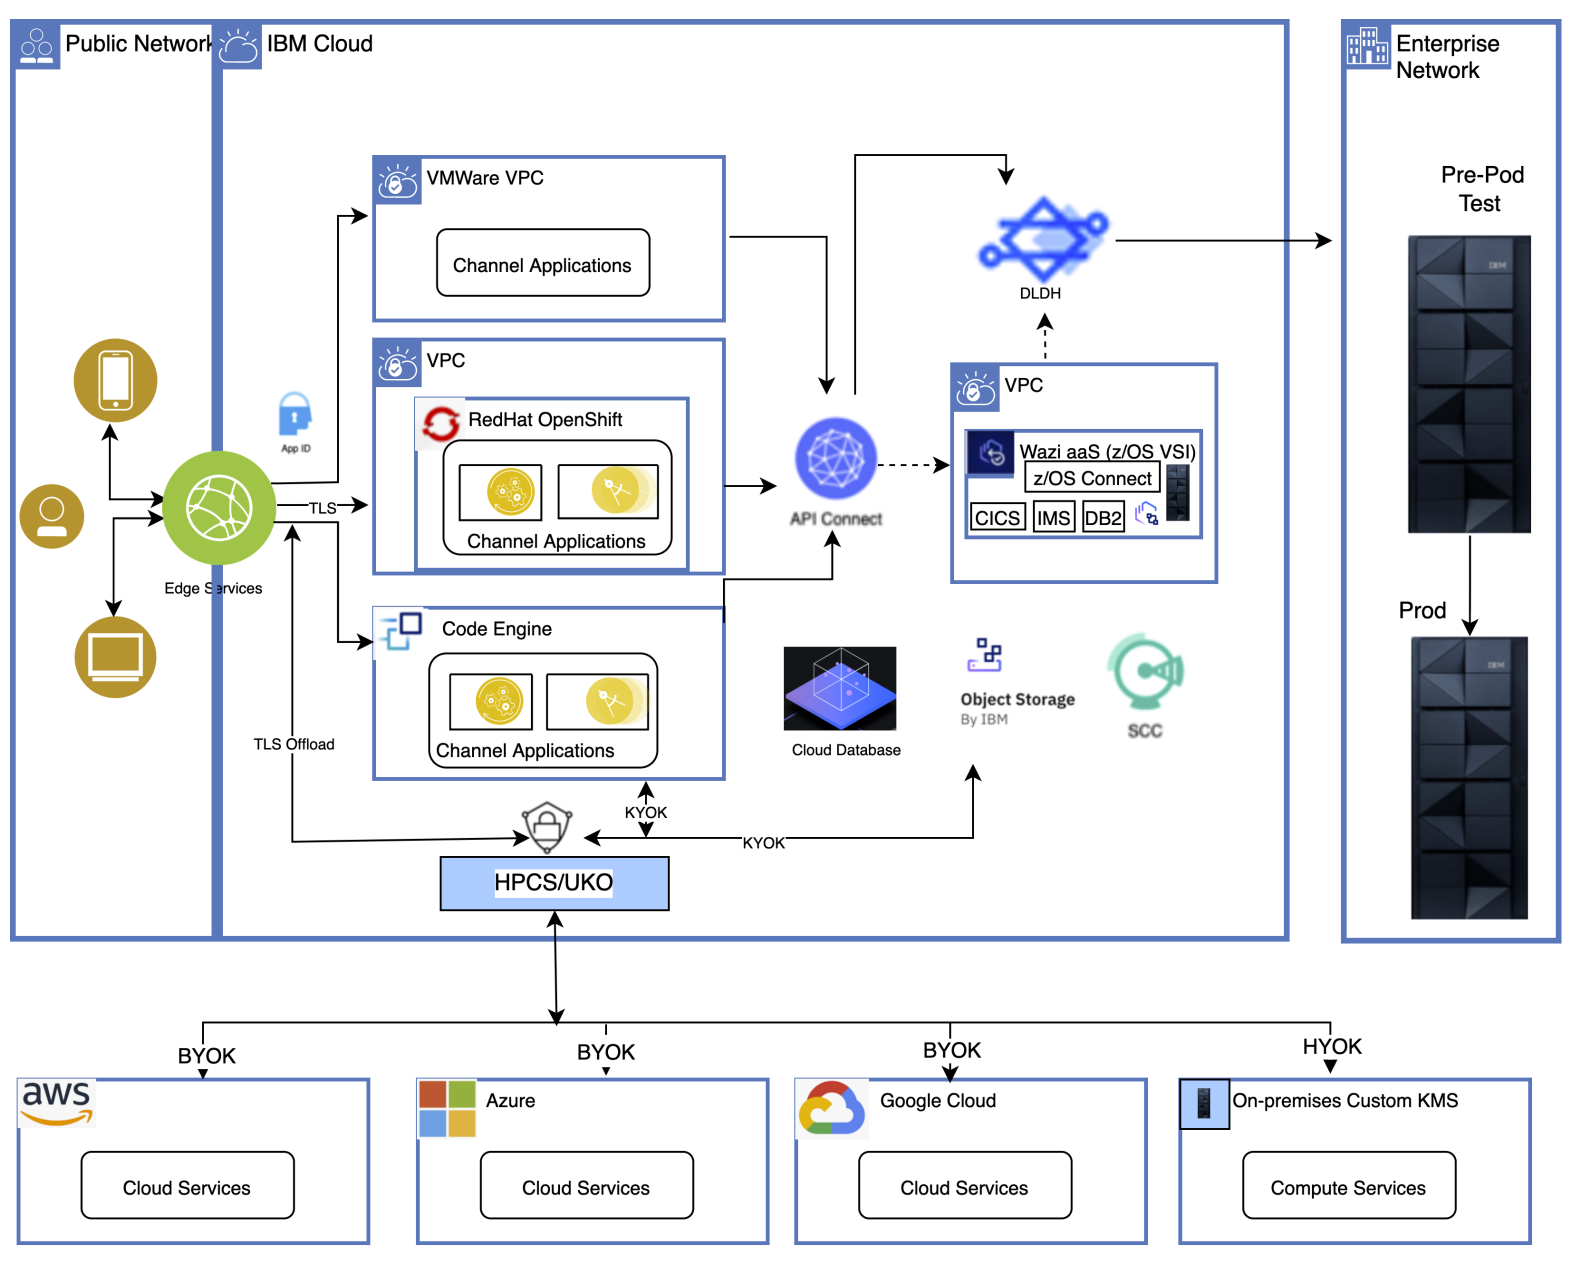 Public Network
IBM Cloud
Enterprise
Network
VMWare VPC
Channel Applications
Pre-Pod
Test
IBM
DLDH
VPC
RedHat OpenShift
Channel Applications
App ID
VPC
Wazi aaS (z/OS VSI)
z/OS Connect
CICS
IMS
DB2
API Connect
TLS
Edge Services
Prod
IBM
Code Engine
Channel Applications
Object Storage
By IBM
SCC
Cloud Database
TLS Offload
KYOK
KYOK
HPCS/UKO
BYOK
BYOK
BYOK
HYOK
aws
Azure
Google Cloud
On-premises Custom KMS
Cloud Services
Cloud Services
Cloud Services
Compute Services